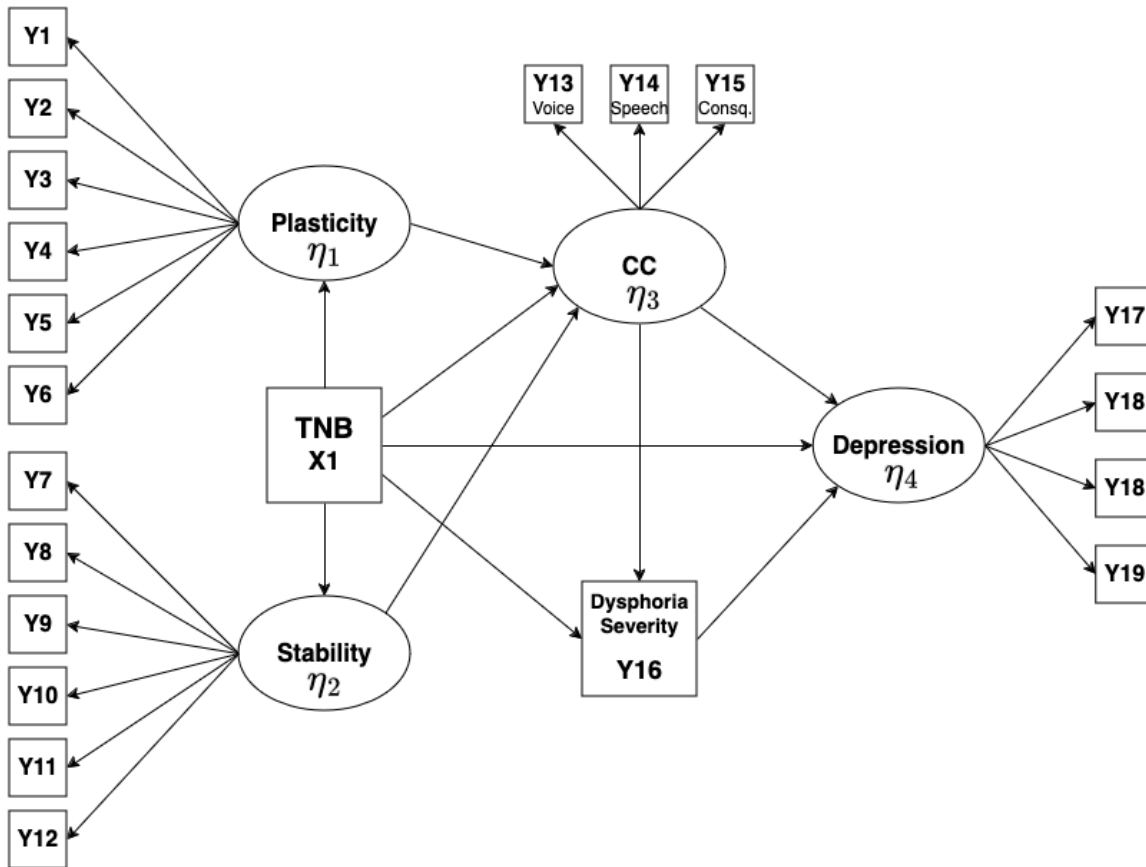 Y1
Y2
Y3
Y4
Y5
Y6
Y7
Y8
Y9
Y10
Y11
Y12
Plasticity
η1
TNB
X1
Stability
η2
Y13
Voice
Y14
Speech
Y15
Consq.
CC
η3
Dysphoria
Severity
Y16
Depression
η4
Y17
Y18
Y18
Y19